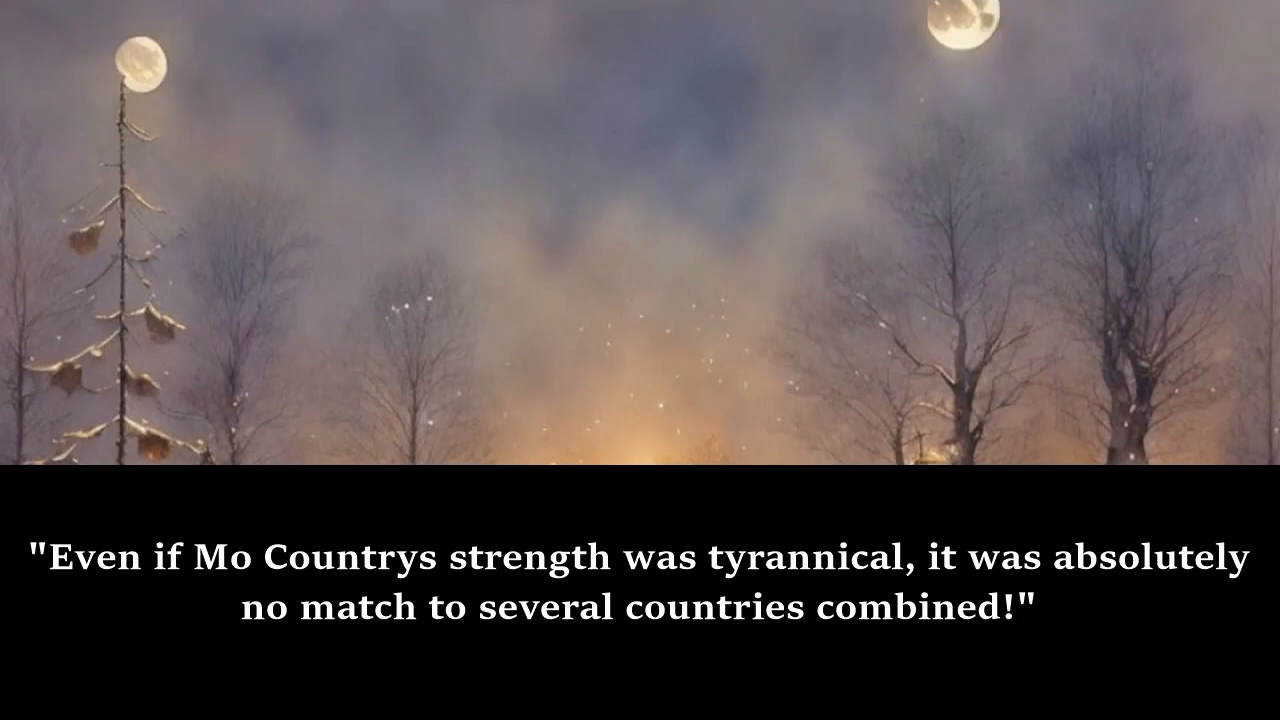 "Even if Mo Countrys strength was tyrannical, it was absolutely
no match to several countries combined!"